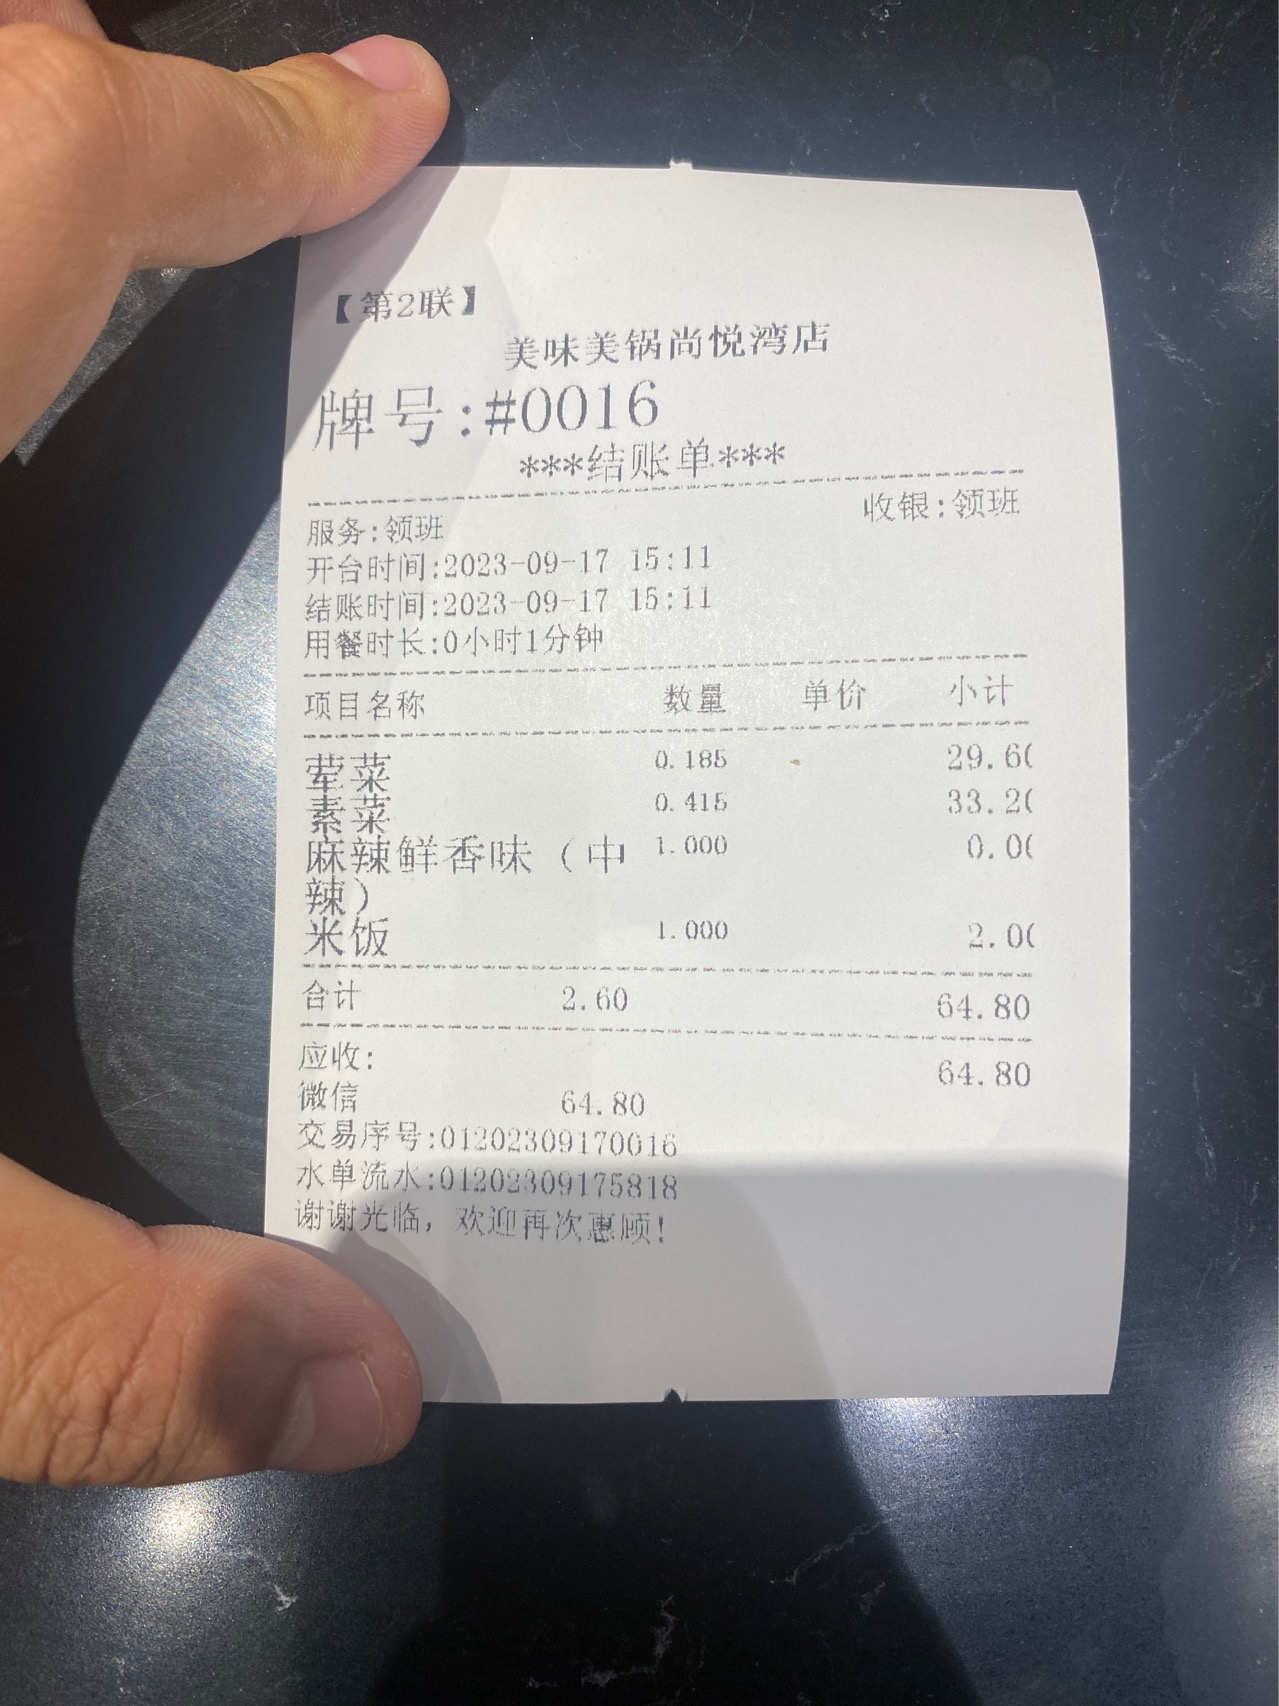 【第2联】
美味美锅尚悦湾店
牌号:#0016
***结账单***
服务:领班 收银:领班
开台时间:2023-09-17 15:11
结账时间:2023-09-17 15:11
用餐时长:0小时1分钟
项目名称 数量 单价 小计
荤菜 0.185 29.60
素菜 0.415 33.20
麻辣鲜香味（中 1.000 0.00
辣）
米饭 1.000 2.00
合计 2.60 64.80
应收: 64.80
微信 64.80
交易序号:01202309170016
水单流水:01202309175818
谢谢光临，欢迎再次惠顾!